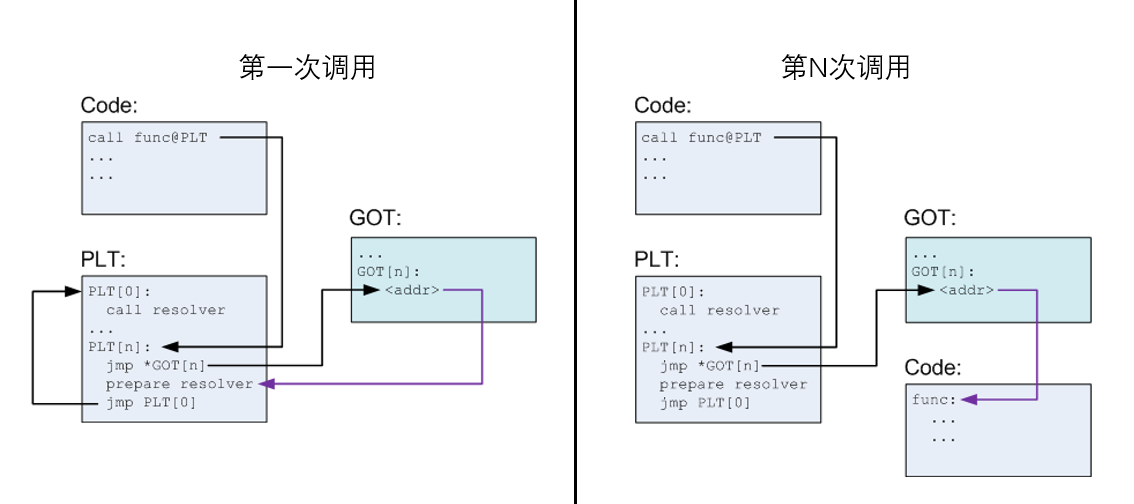 第一次调用
Code:
call func@PLT
...
...
GOT:
...
GOT[n]:
<addr>
PLT:
PLT[0]:
call resolver
...
PLT[n]:
jmp *GOT[n]
prepare resolver
jmp PLT[0]
第N次调用
Code:
call func@PLT
...
...
GOT:
...
GOT[n]:
<addr>
PLT:
PLT[0]:
call resolver
...
PLT[n]:
jmp *GOT[n]
prepare resolver
jmp PLT[0]
Code:
func:
...
...